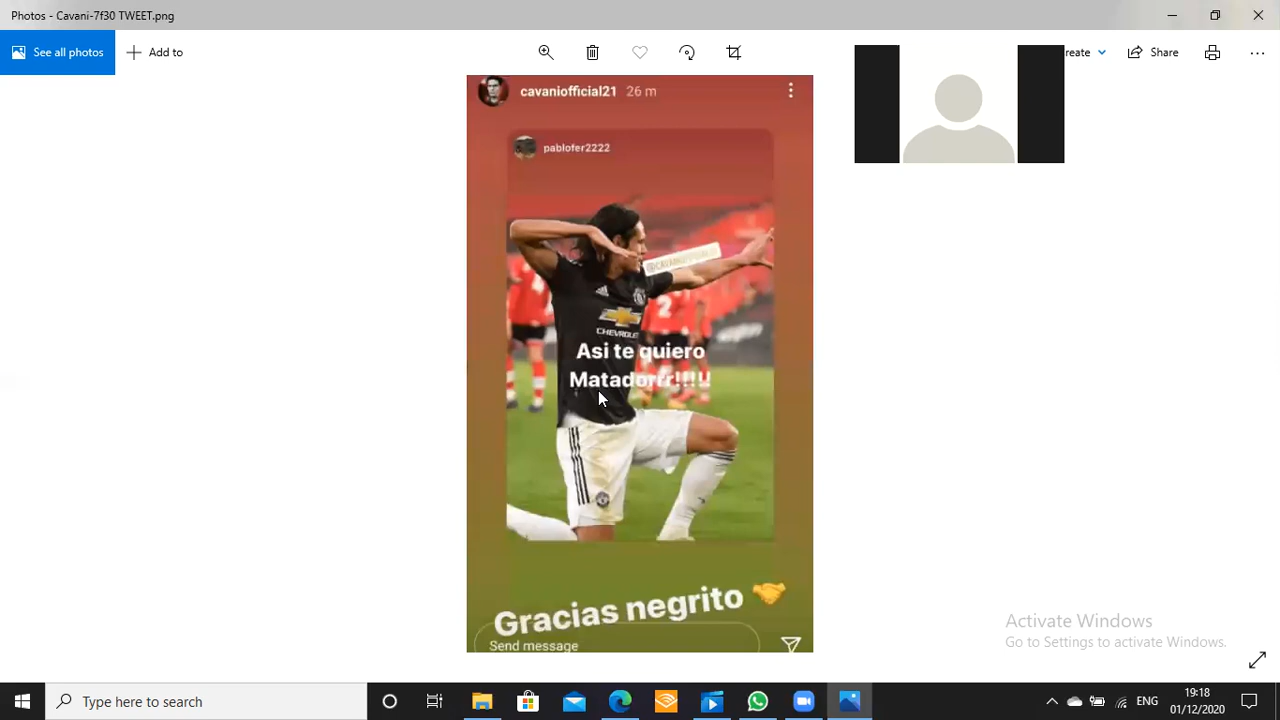 Photos - Cavani-7f30 TWEET.png
See all photos
Add to
reate
Share
cavaniofficial21 26 m
pablofer2222
2
CHEVROLET
Asi te quiero
Matadorrr!!!!!
Gracias negrito
Send message
Activate Windows
Go to Settings to activate Windows.
Type here to search
ENG
19:18
01/12/2020